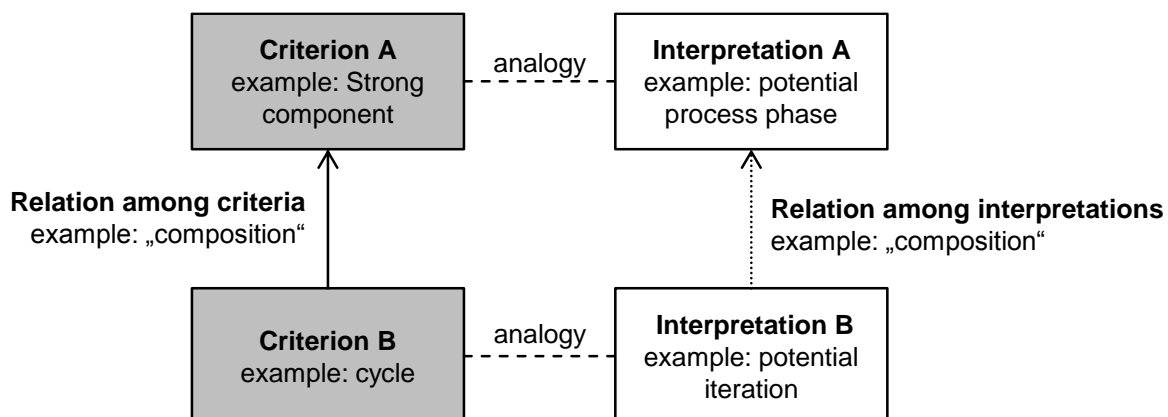 Criterion A
example: Strong
component
analogy
Interpretation A
example: potential
process phase
Relation among criteria
example: „composition“
Relation among interpretations
example: „composition“
Criterion B
example: cycle
analogy
Interpretation B
example: potential
iteration